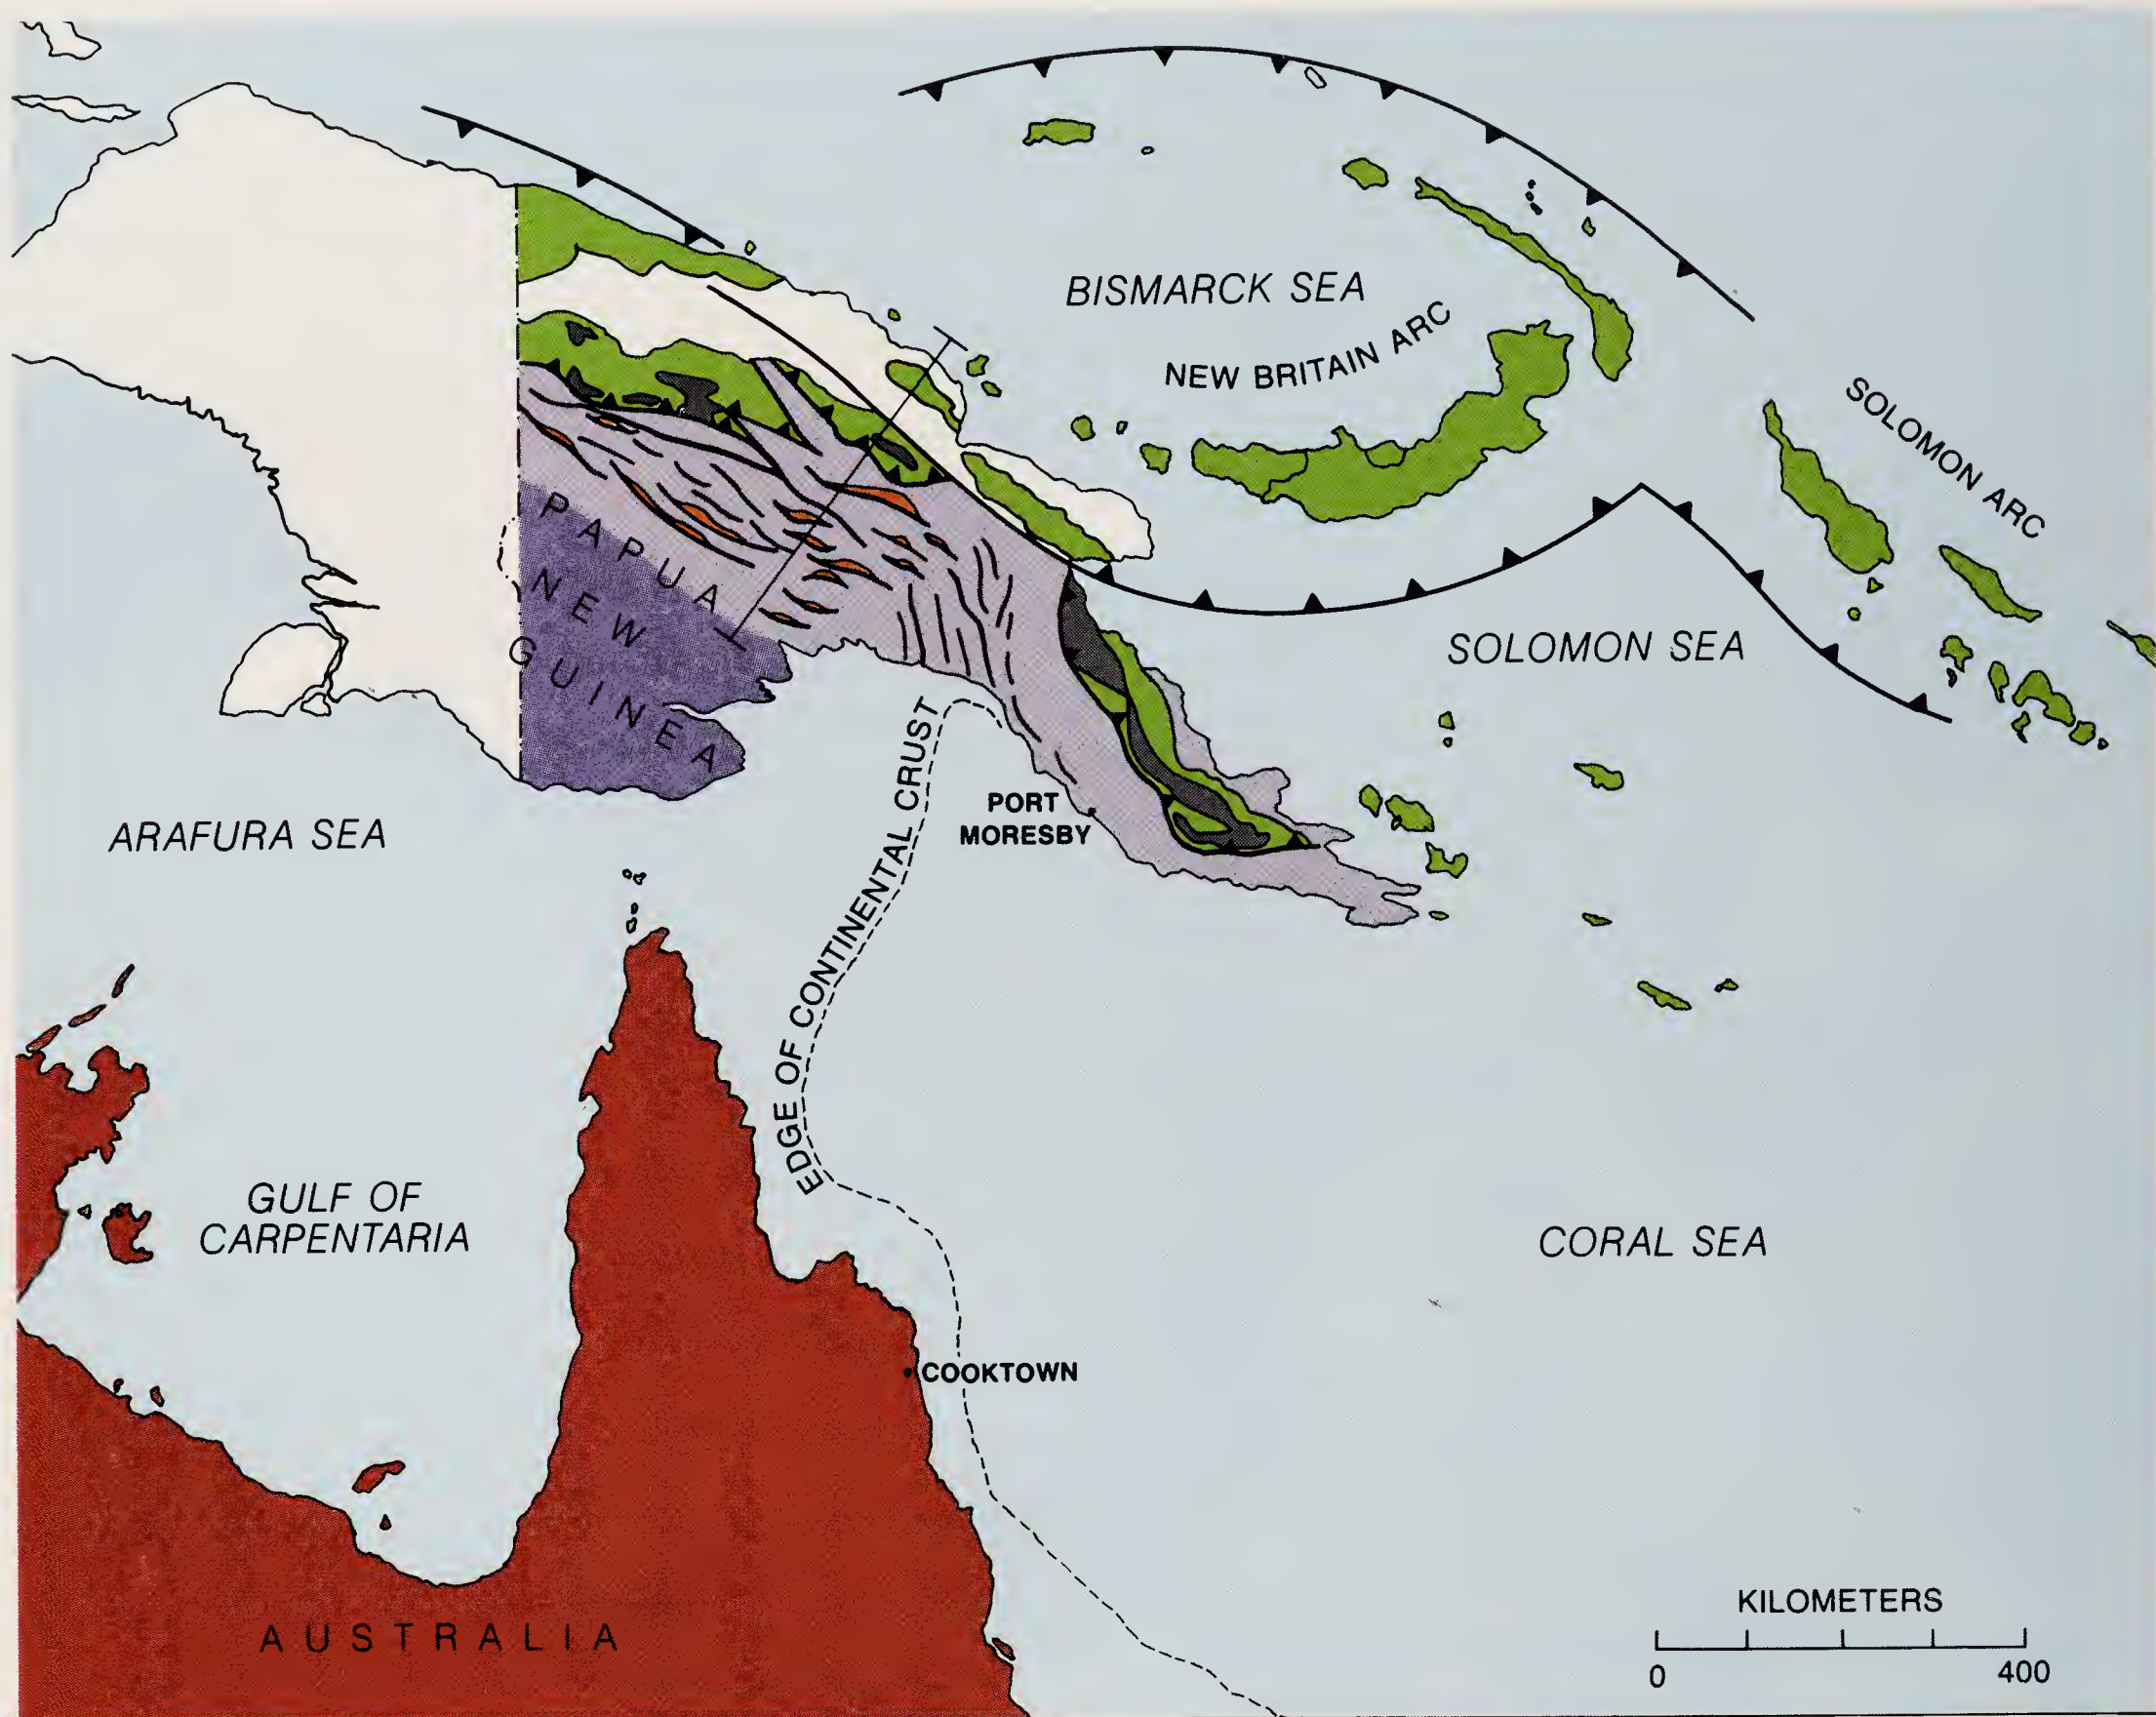 BISMARCK SEA
NEW BRITAIN ARC
SOLOMON ARC
PAPUA
NEW
GUINEA
SOLOMON SEA
EDGE OF CONTINENTAL CRUST
PORT
MORESBY
ARAFURA SEA
GULF OF
CARPENTARIA
CORAL SEA
COOKTOWN
AUSTRALIA
KILOMETERS
0 400